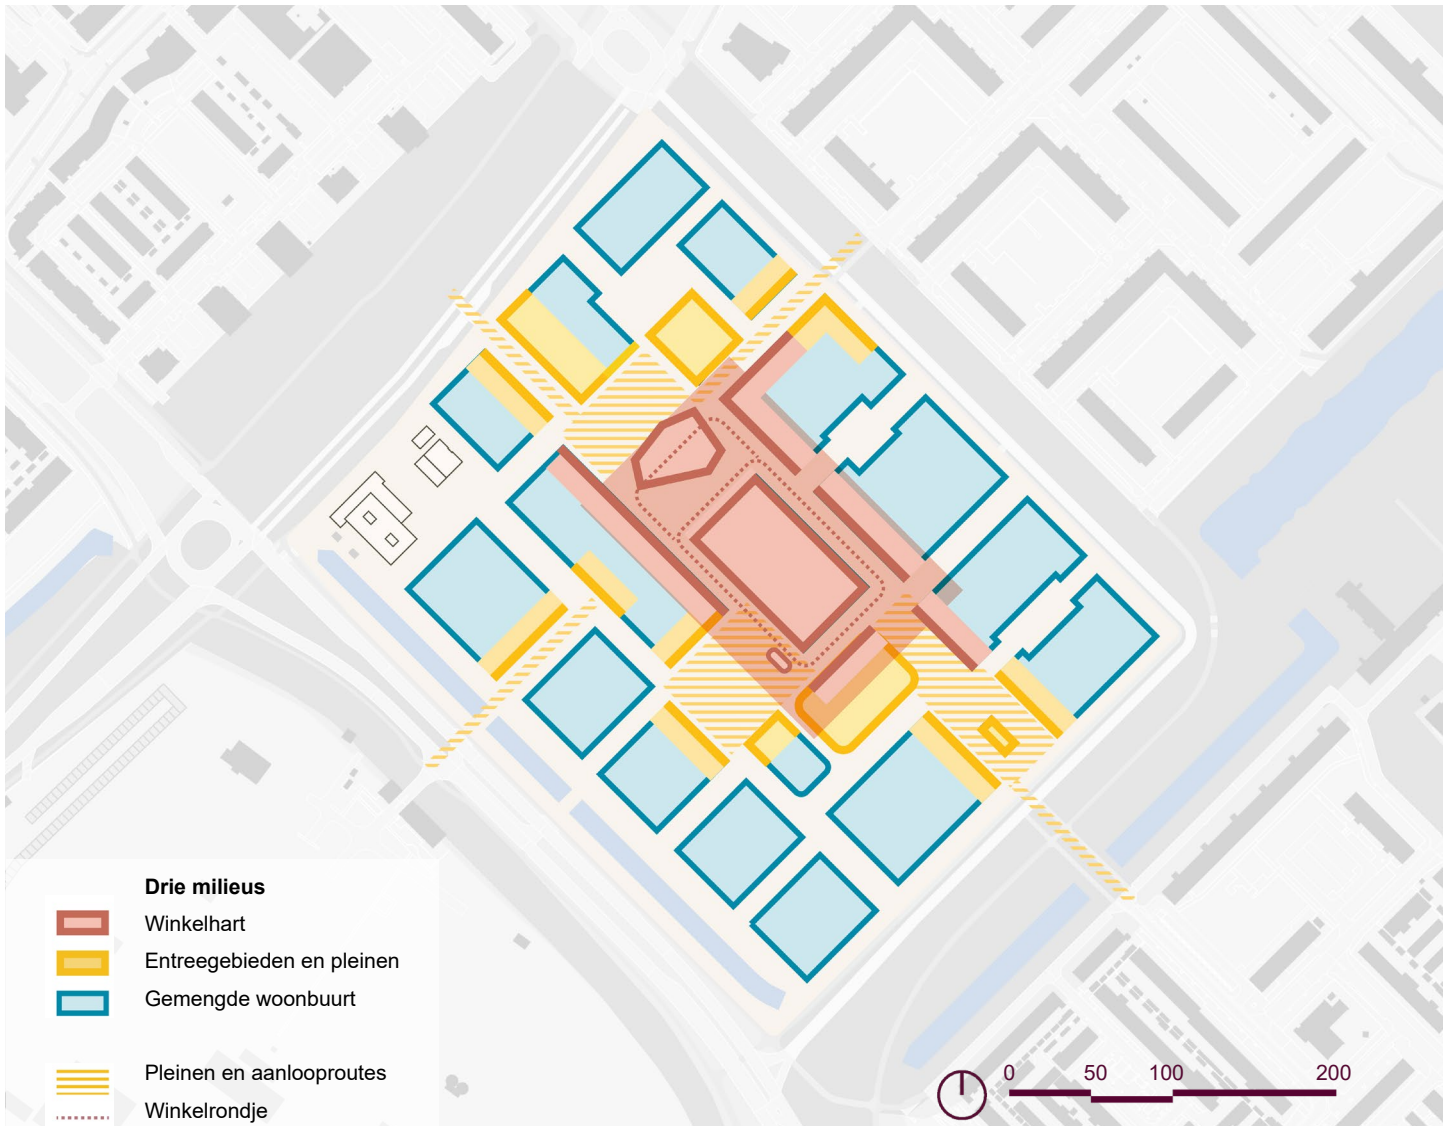 Drie milieus
Winkelhart
Entreegebieden en pleinen
Gemengde woonbuurt
Pleinen en aanlooproutes
Winkelrondje
0 50 100 200